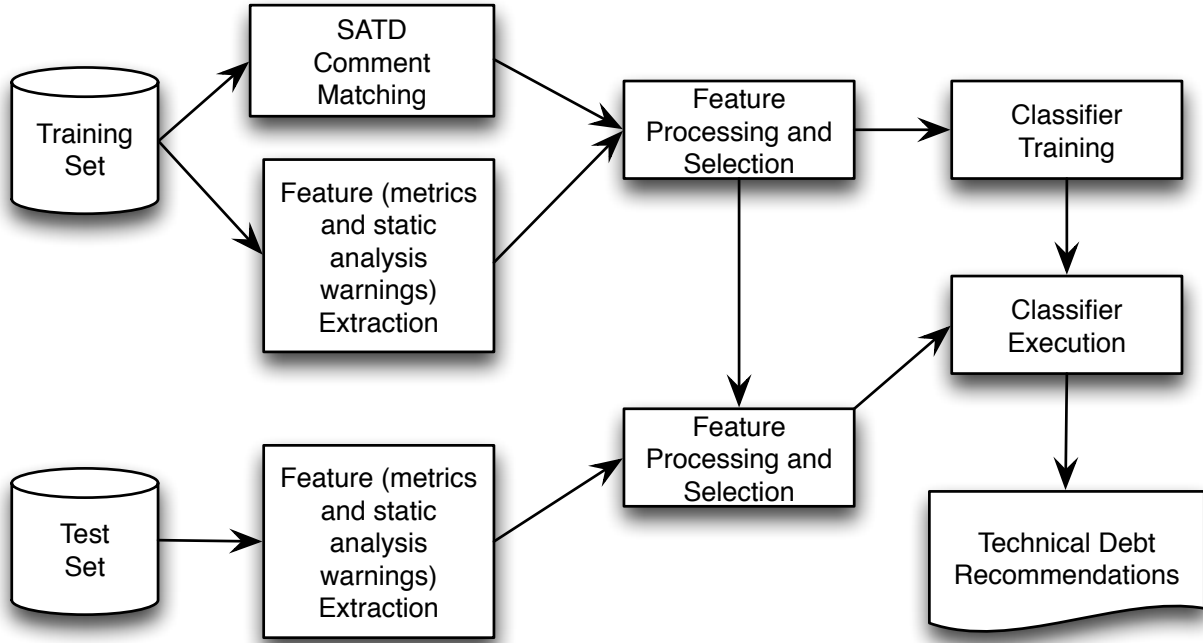 SATD
Comment
Matching
Training
Set
Feature (metrics
and static
analysis
warnings)
Extraction
Feature
Processing and
Selection
Classifier
Training
Classifier
Execution
Test
Set
Feature (metrics
and static
analysis
warnings)
Extraction
Feature
Processing and
Selection
Technical Debt
Recommendations